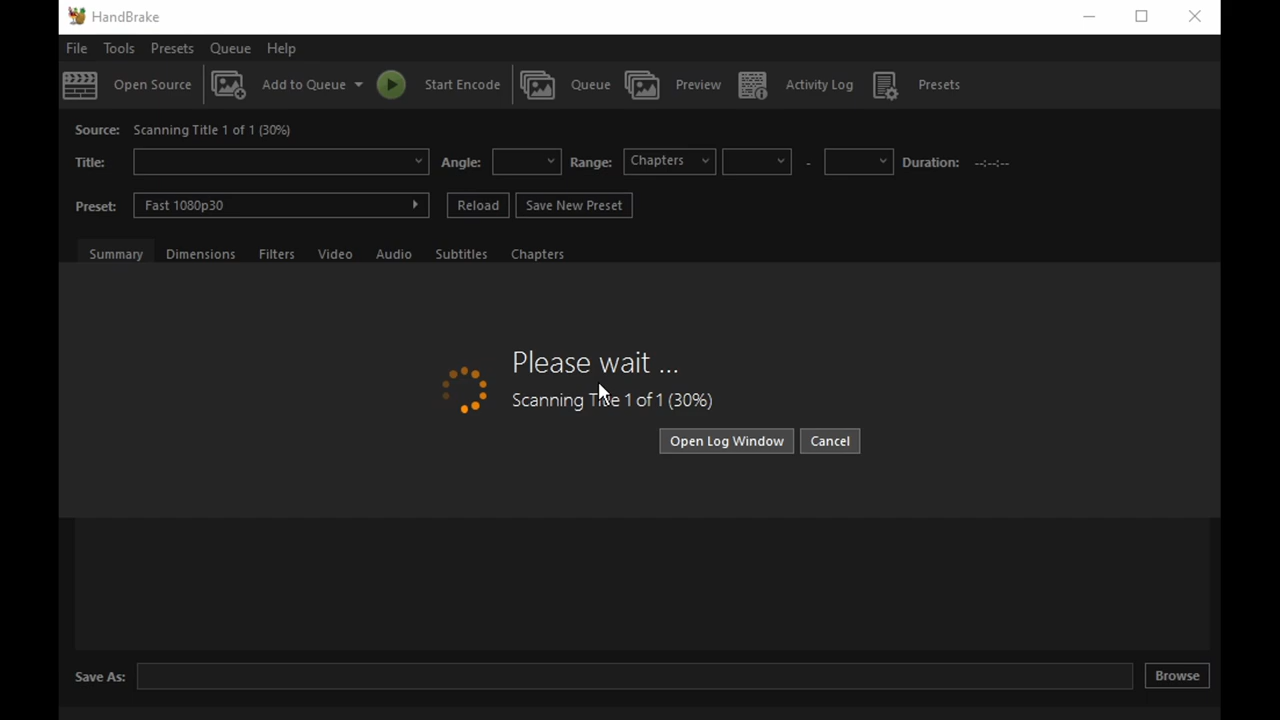 HandBrake
File Tools Presets Queue Help
Open Source Add to Queue Start Encode Queue Preview Activity Log Presets
Source: Scanning Title 1 of 1 (30%)
Title: Angle: Range: Chapters - Duration: --:--:--
Preset: Fast 1080p30 Reload Save New Preset
Summary Dimensions Filters Video Audio Subtitles Chapters
Please wait ...
Scanning Title 1 of 1 (30%)
Open Log Window Cancel
Save As: Browse